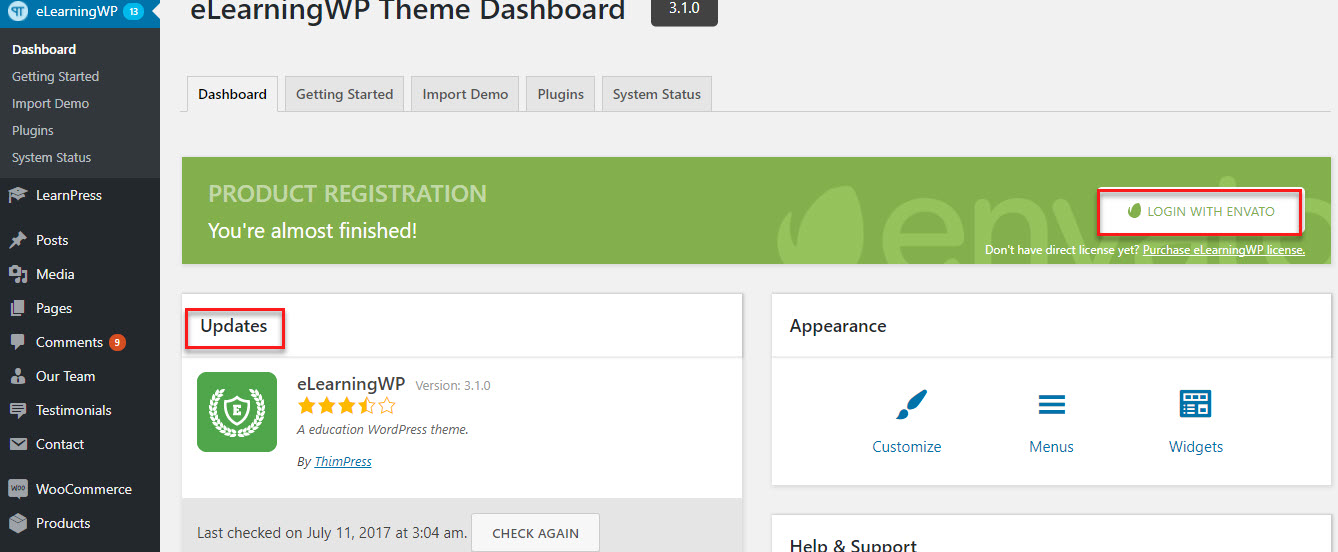 eLearningWP 13
Dashboard
Getting Started
Import Demo
Plugins
System Status
LearnPress
Posts
Media
Pages
Comments 9
Our Team
Testimonials
Contact
WOO WooCommerce
Products
eLearningWP Theme Dashboard 3.1.0
Dashboard Getting Started Import Demo Plugins System Status
PRODUCT REGISTRATION
You're almost finished!
envato
LOGIN WITH ENVATO
Don't have direct license yet? Purchase eLearningWP license.
Updates
E
eLearningWP Version: 3.1.0
A education WordPress theme.
By ThimPress
Last checked on July 11, 2017 at 3:04 am. CHECK AGAIN
Appearance
Customize Menus Widgets
Help & Support